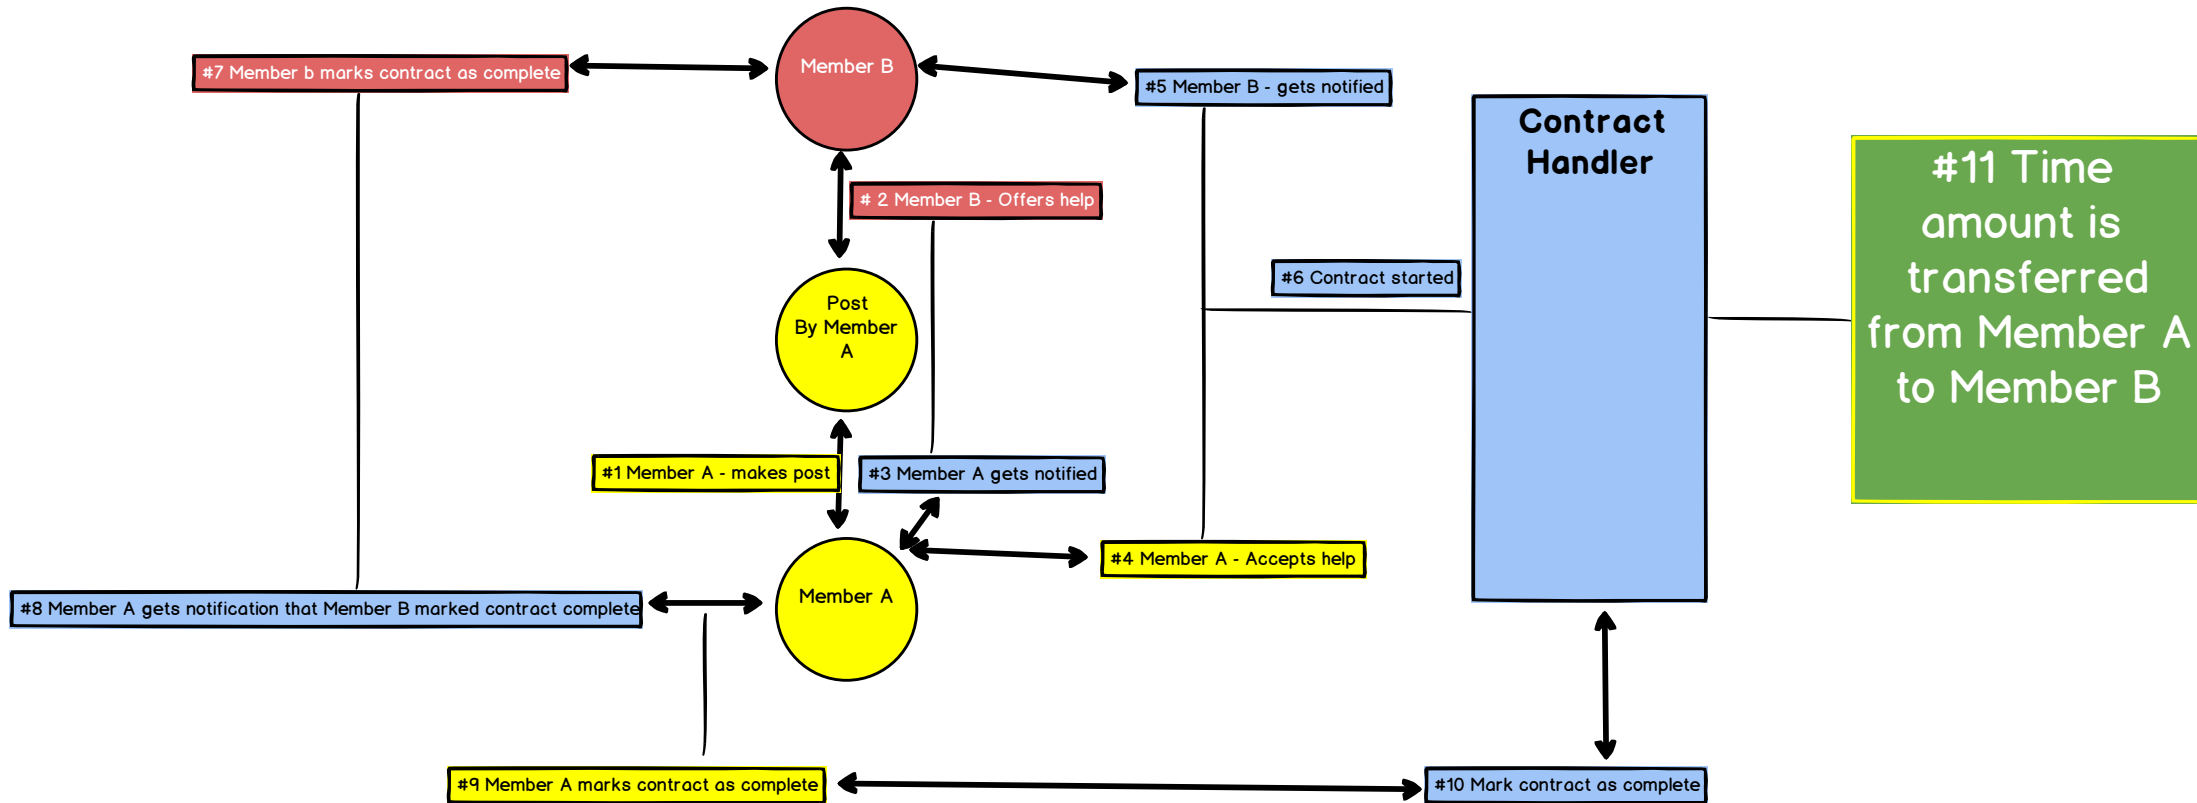 Member B
#7 Member b marks contract as complete
#5 Member B - gets notified
Contract
Handler
# 2 Member B - Offers help
#6 Contract started
Post
By Member
A
#11 Time
amount is
transferred
from Member A
to Member B
#1 Member A - makes post
#3 Member A gets notified
#4 Member A - Accepts help
Member A
#8 Member A gets notification that Member B marked contract complete
#9 Member A marks contract as complete
#10 Mark contract as complete